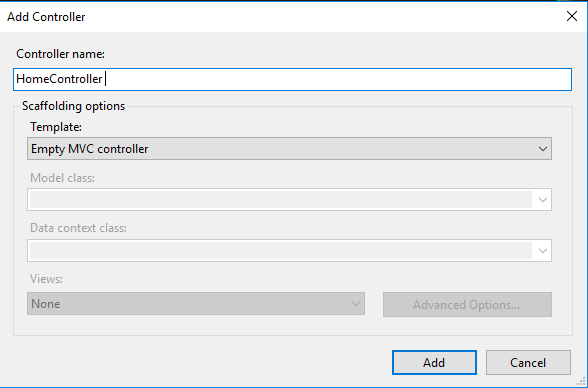 Add Controller
Controller name:
HomeController
Scaffolding options
Template:
Empty MVC controller
Model class:
Data context class:
Views:
None
Advanced Options...
Add
Cancel